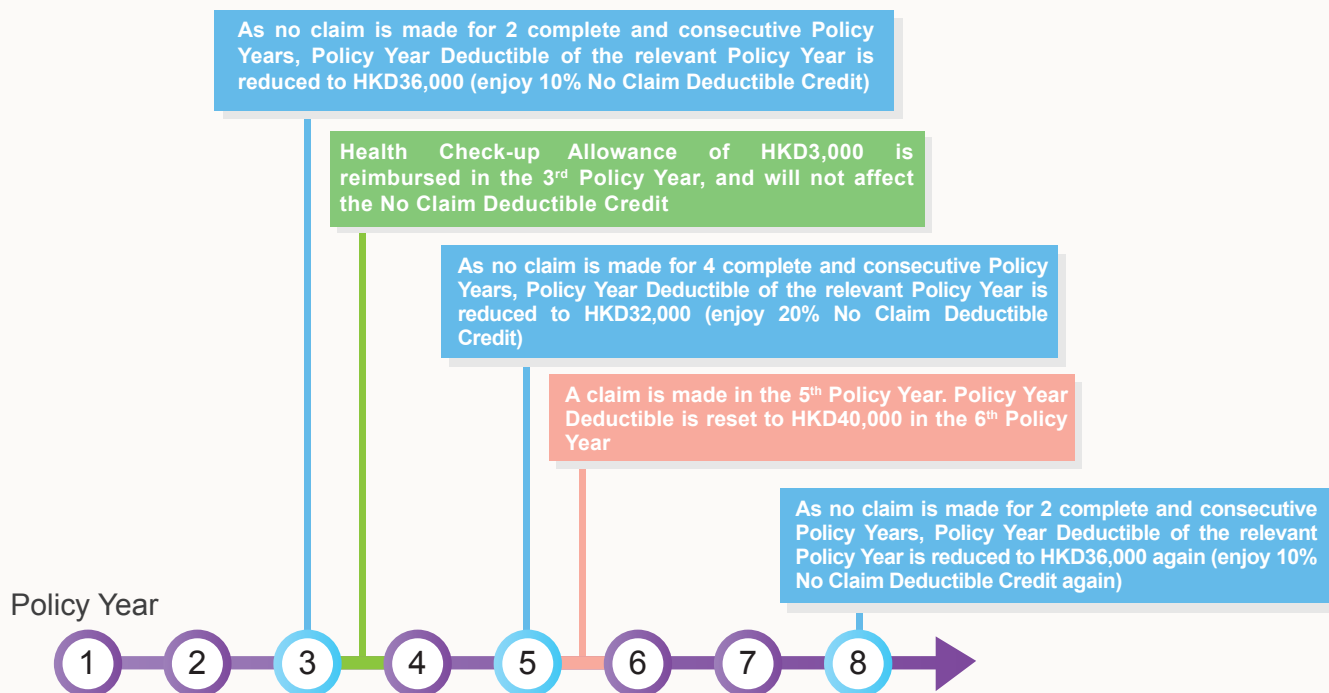 As no claim is made for 2 complete and consecutive Policy
Years, Policy Year Deductible of the relevant Policy Year is
reduced to HKD36,000 (enjoy 10% No Claim Deductible Credit)
Health Check-up Allowance of HKD3,000 is
reimbursed in the 3rd Policy Year, and will not affect
the No Claim Deductible Credit
As no claim is made for 4 complete and consecutive Policy
Years, Policy Year Deductible of the relevant Policy Year is
reduced to HKD32,000 (enjoy 20% No Claim Deductible
Credit)
A claim is made in the 5th Policy Year. Policy Year
Deductible is reset to HKD40,000 in the 6th Policy
Year
As no claim is made for 2 complete and consecutive
Policy Years, Policy Year Deductible of the relevant
Policy Year is reduced to HKD36,000 again (enjoy 10%
No Claim Deductible Credit again)
Policy Year
1 2 3 4 5 6 7 8